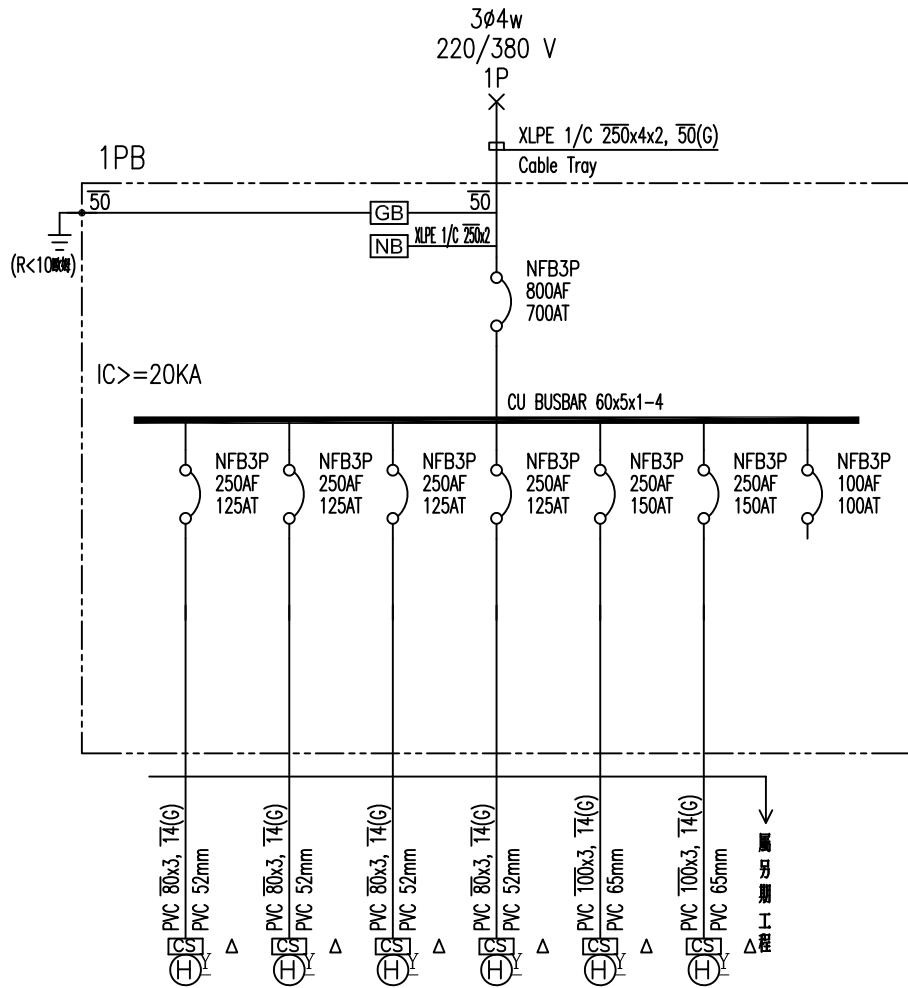 3ø4w
220/380 V
1P
XLPE 1/C 250x4x2, 50(G)
Cable Tray
1PB
50
50
GB
NB
XLPE 1/C 250x2
(R<10歐姆)
NFB3P
800AF
700AT
IC>=20KA
CU BUSBAR 60x5x1-4
NFB3P
250AF
125AT
NFB3P
250AF
125AT
NFB3P
250AF
125AT
NFB3P
250AF
125AT
NFB3P
250AF
150AT
NFB3P
250AF
150AT
NFB3P
100AF
100AT
PVC 80x3, 14(G)
PVC 52mm
PVC 80x3, 14(G)
PVC 52mm
PVC 80x3, 14(G)
PVC 52mm
PVC 80x3, 14(G)
PVC 52mm
PVC 100x3, 14(G)
PVC 65mm
PVC 100x3, 14(G)
PVC 65mm
屬另期工程
CS Δ
H Y
CS Δ
H Y
CS Δ
H Y
CS Δ
H Y
CS Δ
H Y
CS Δ
H Y